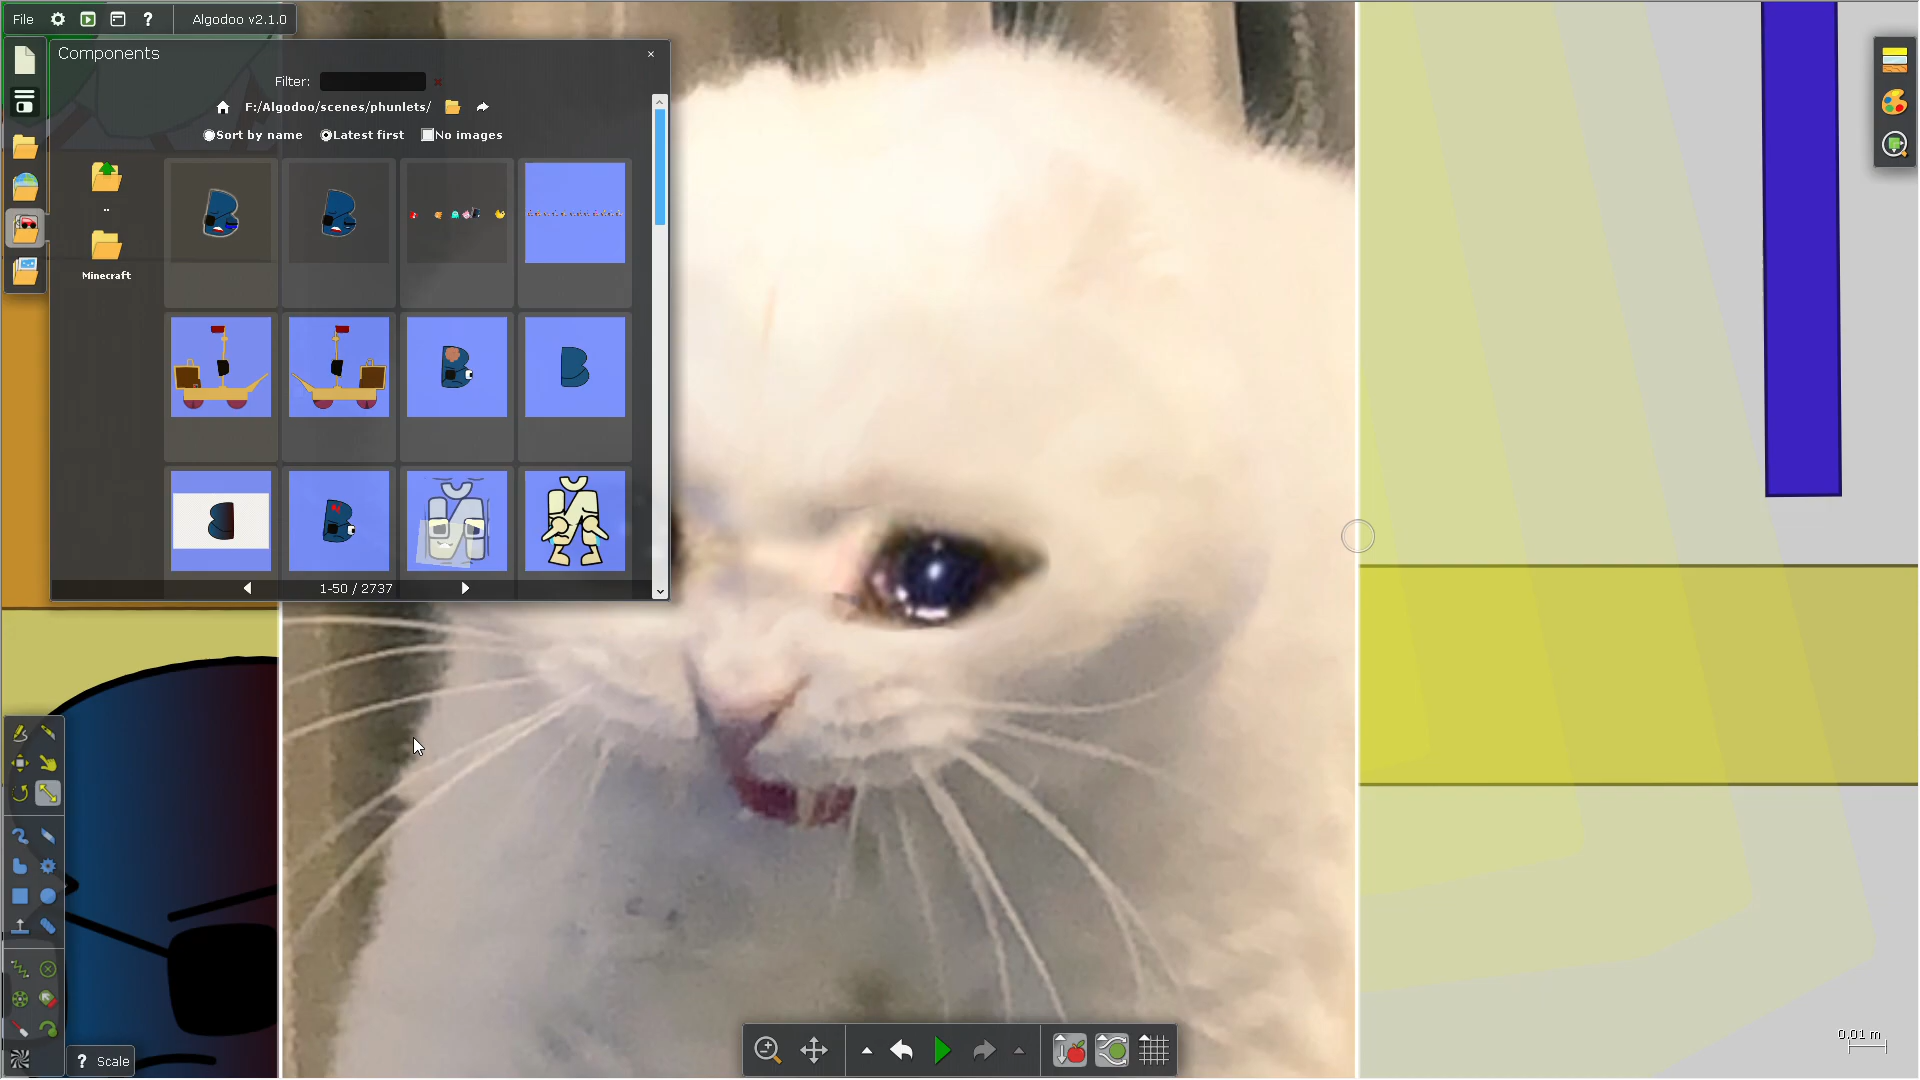 File
Algodoo v2.1.0
Components
Filter:
F:/Algodoo/scenes/phunlets/
Sort by name
Latest first
No images
..
Minecraft
1-50 / 2737
? Scale
0.01 m